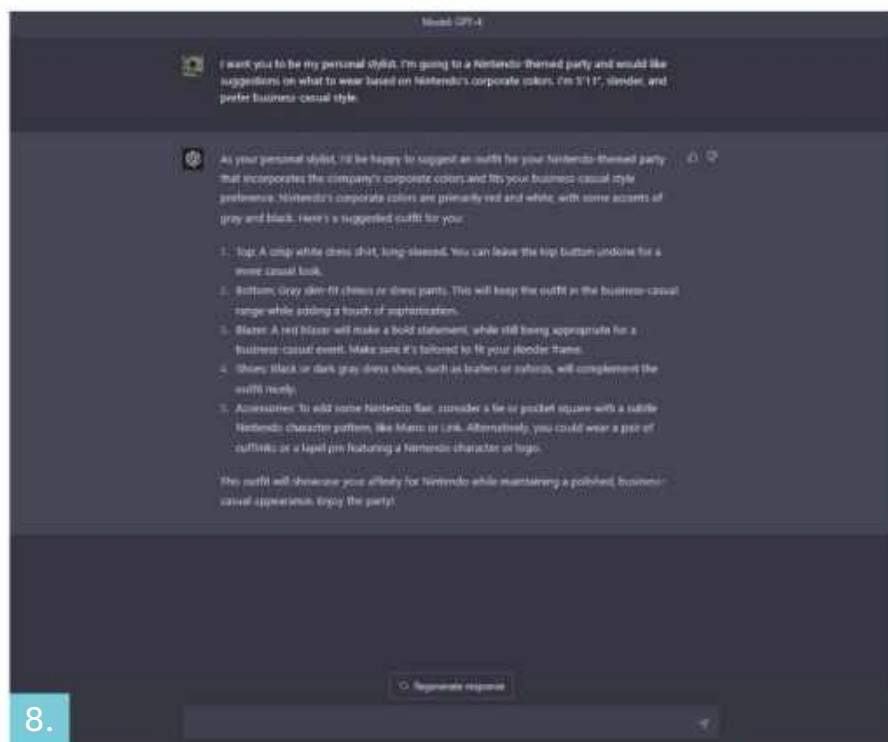 Model: GPT-4
I want you to be my personal stylist. I'm going to a Nintendo-themed party and would like
suggestions on what to wear based on Nintendo's corporate colors. I'm 5'11", slender, and
prefer business-casual style.
As your personal stylist, I'd be happy to suggest an outfit for your Nintendo-themed party
that incorporates the company's corporate colors and fits your business-casual style
preference. Nintendo's corporate colors are primarily red and white, with some accents of
gray and black. Here's a suggested outfit for you:
1. Top: A crisp white dress shirt, long-sleeved. You can leave the top button undone for a
more casual look.
2. Bottom: Gray slim-fit chinos or dress pants. This will keep the outfit in the business-casual
range while adding a touch of sophistication.
3. Blazer: A red blazer will make a bold statement, while still being appropriate for a
business-casual event. Make sure it's tailored to fit your slender frame.
4. Shoes: Black or dark gray dress shoes, such as loafers or oxfords, will complement the
outfit nicely.
5. Accessories: To add some Nintendo flair, consider a tie or pocket square with a subtle
Nintendo character pattern, like Mario or Link. Alternatively, you could wear a pair of
cufflinks or a lapel pin featuring a Nintendo character or logo.
This outfit will showcase your affinity for Nintendo while maintaining a polished, business-
casual appearance. Enjoy the party!
Regenerate response
8.